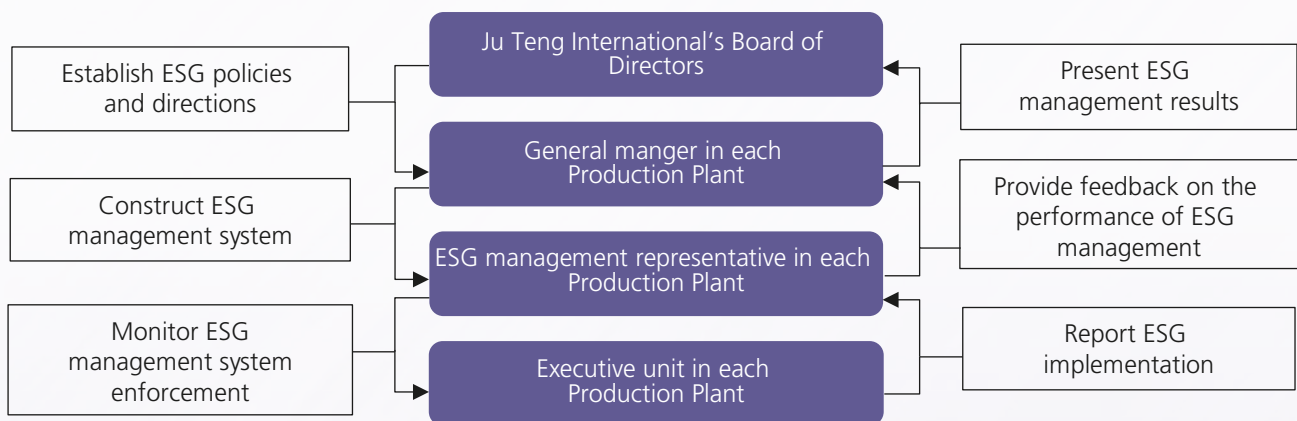 Ju Teng International’s Board of
Directors
Establish ESG policies
and directions
Present ESG
management results
General manger in each
Production Plant
Construct ESG
management system
Provide feedback on the
performance of ESG
management
ESG management representative in each
Production Plant
Monitor ESG
management system
enforcement
Report ESG
implementation
Executive unit in each
Production Plant